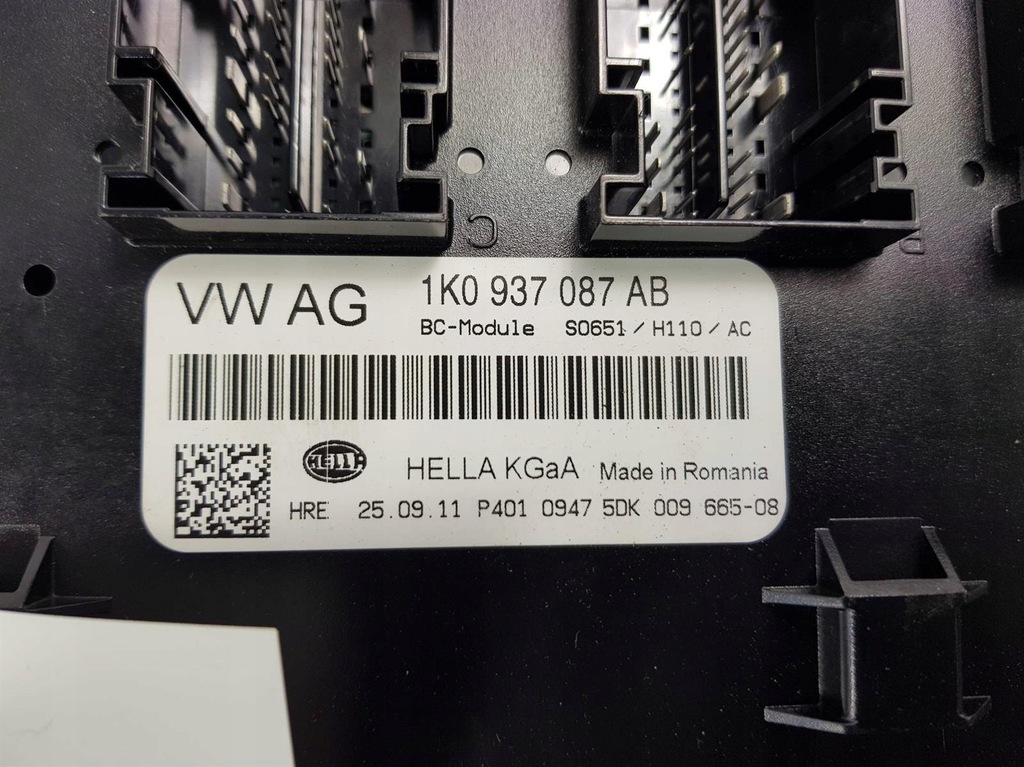 C
D
VW AG
1K0 937 087 AB
BC-Module S0651 / H110 / AC
HELLA
HELLA KGaA Made in Romania
HRE 25.09.11 P401 0947 5DK 009 665-08